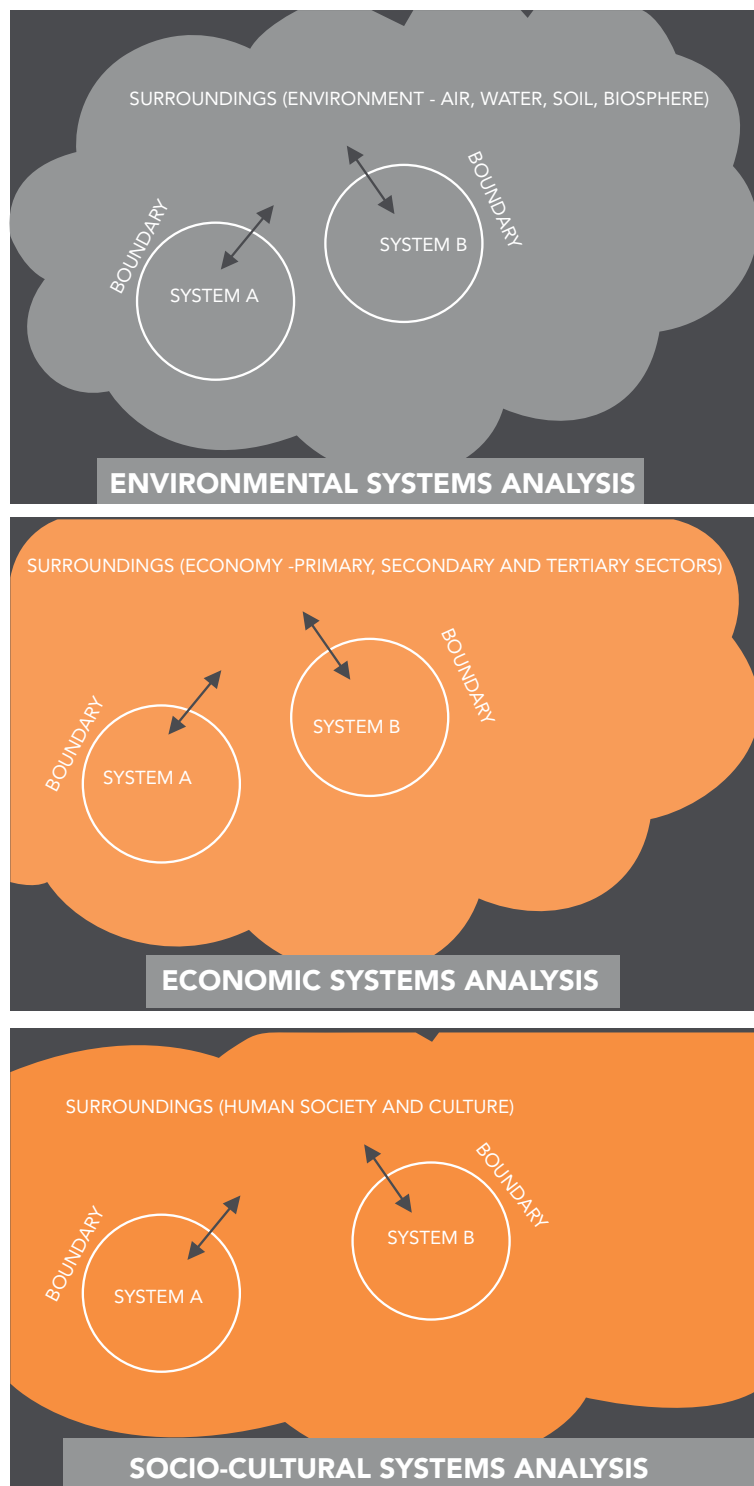 SURROUNDINGS (ENVIRONMENT - AIR, WATER, SOIL, BIOSPHERE)
BOUNDARY
BOUNDARY
SYSTEM B
SYSTEM A
ENVIRONMENTAL SYSTEMS ANALYSIS
SURROUNDINGS (ECONOMY -PRIMARY, SECONDARY AND TERTIARY SECTORS)
BOUNDARY
BOUNDARY
SYSTEM B
SYSTEM A
ECONOMIC SYSTEMS ANALYSIS
SURROUNDINGS (HUMAN SOCIETY AND CULTURE)
BOUNDARY
BOUNDARY
SYSTEM B
SYSTEM A
SOCIO-CULTURAL SYSTEMS ANALYSIS